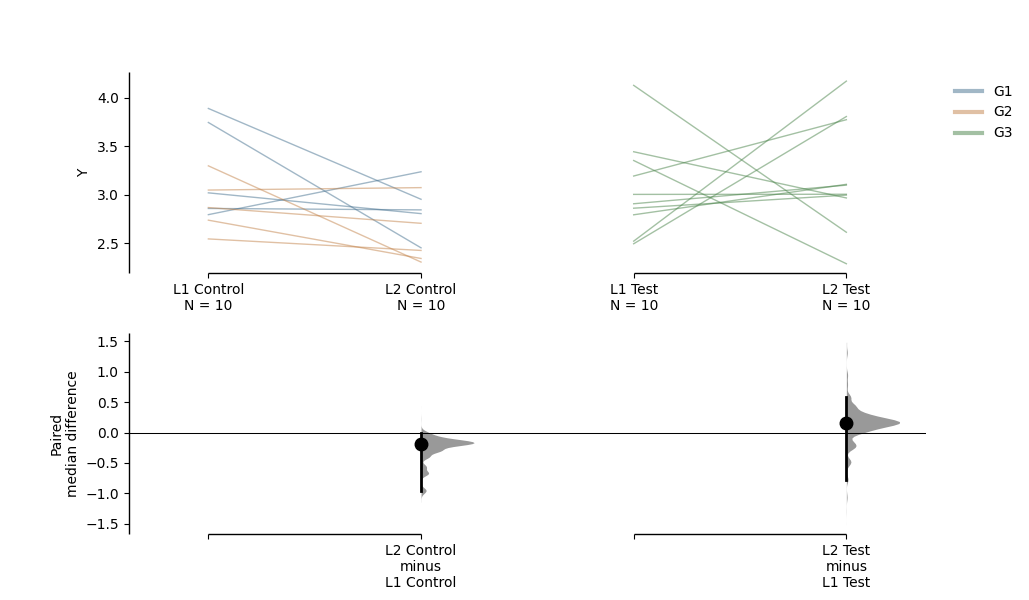 4.0
3.5
3.0
2.5
Y
L1 Control
N = 10
L2 Control
N = 10
L1 Test
N = 10
L2 Test
N = 10
G1
G2
G3
1.5
1.0
0.5
0.0
−0.5
−1.0
−1.5
Paired
median difference
L2 Control
minus
L1 Control
L2 Test
minus
L1 Test